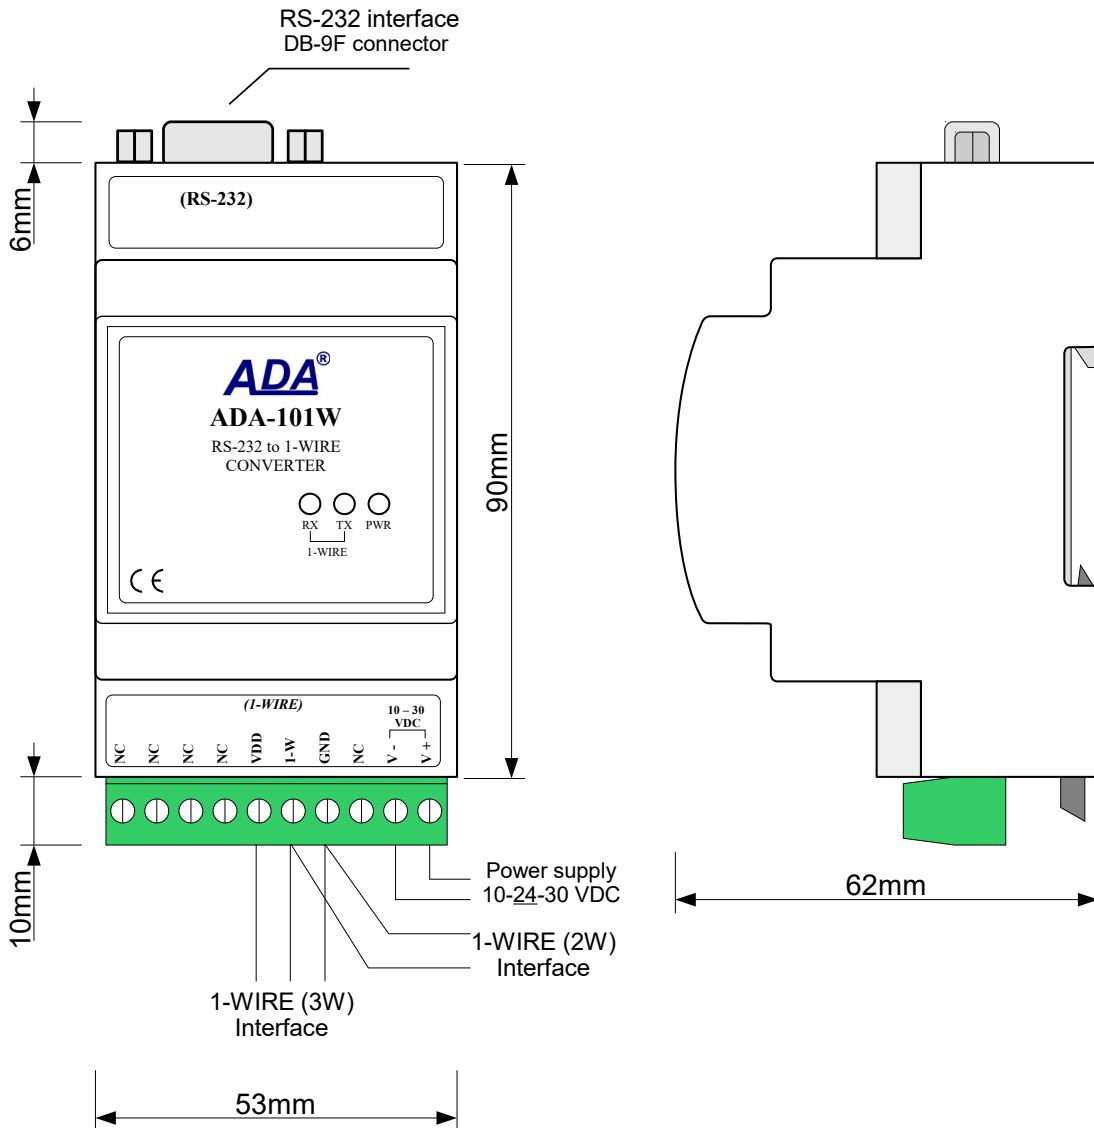 RS-232 interface
DB-9F connector
6mm
(RS-232)
ADA®
ADA-101W
RS-232 to 1-WIRE
CONVERTER
RX TX PWR
1-WIRE
CE
90mm
(1-WIRE)
10 – 30
VDC
NC NC NC NC VDD 1-W GND NC V - V +
10mm
Power supply
10-24-30 VDC
1-WIRE (2W)
Interface
1-WIRE (3W)
Interface
62mm
53mm